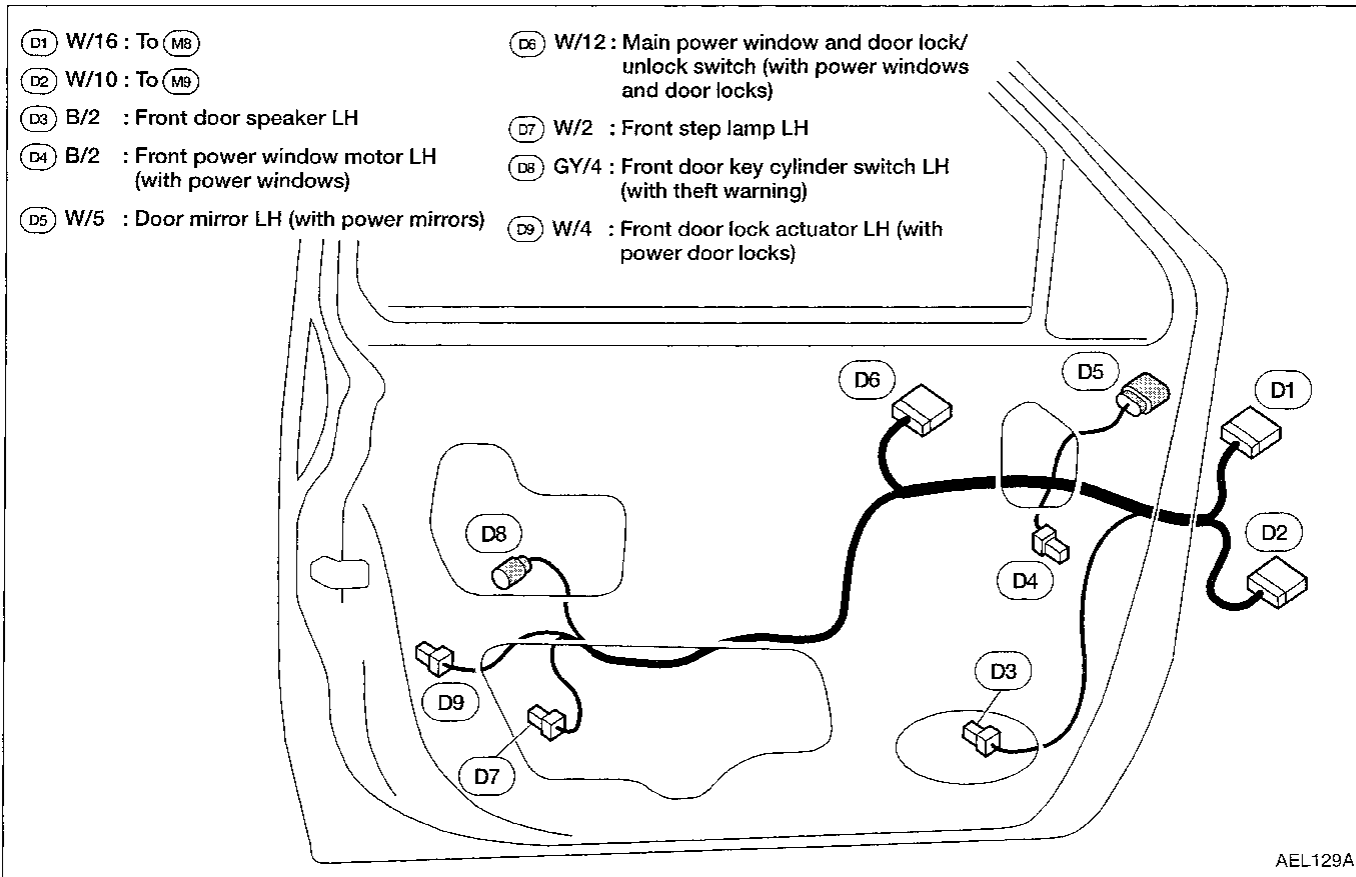 D1 W/16 : To M8
D2 W/10 : To M9
D3 B/2 : Front door speaker LH
D4 B/2 : Front power window motor LH
(with power windows)
D5 W/5 : Door mirror LH (with power mirrors)
D6 W/12 : Main power window and door lock/
unlock switch (with power windows
and door locks)
D7 W/2 : Front step lamp LH
D8 GY/4 : Front door key cylinder switch LH
(with theft warning)
D9 W/4 : Front door lock actuator LH (with
power door locks)
D6
D5
D1
D8
D4
D2
D9
D3
D7
AEL129A